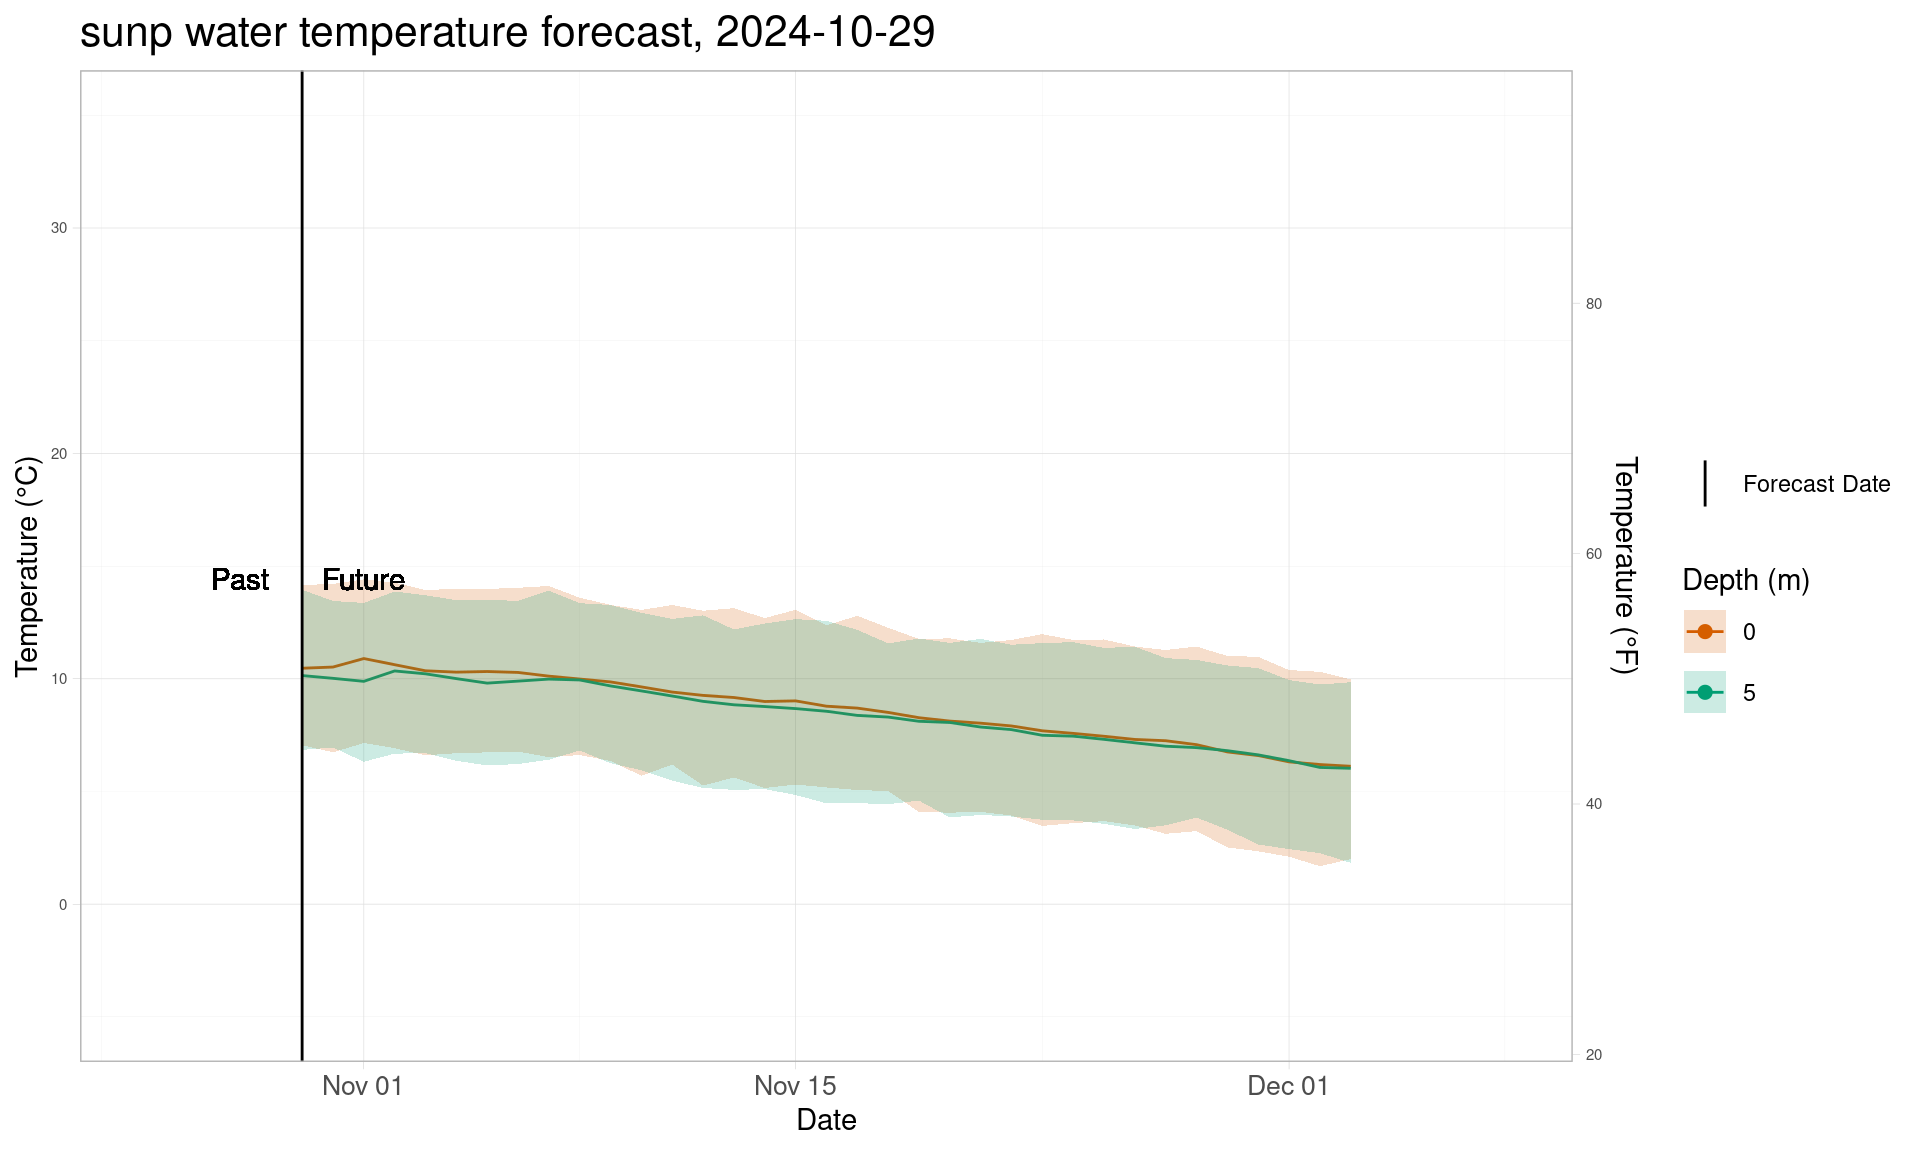 sunp water temperature forecast, 2024-10-29
Temperature (°C)
30
20
10
0
Past
Future
Nov 01
Nov 15
Dec 01
Date
80
60
40
20
Temperature (°F)
Forecast Date
Depth (m)
0
5